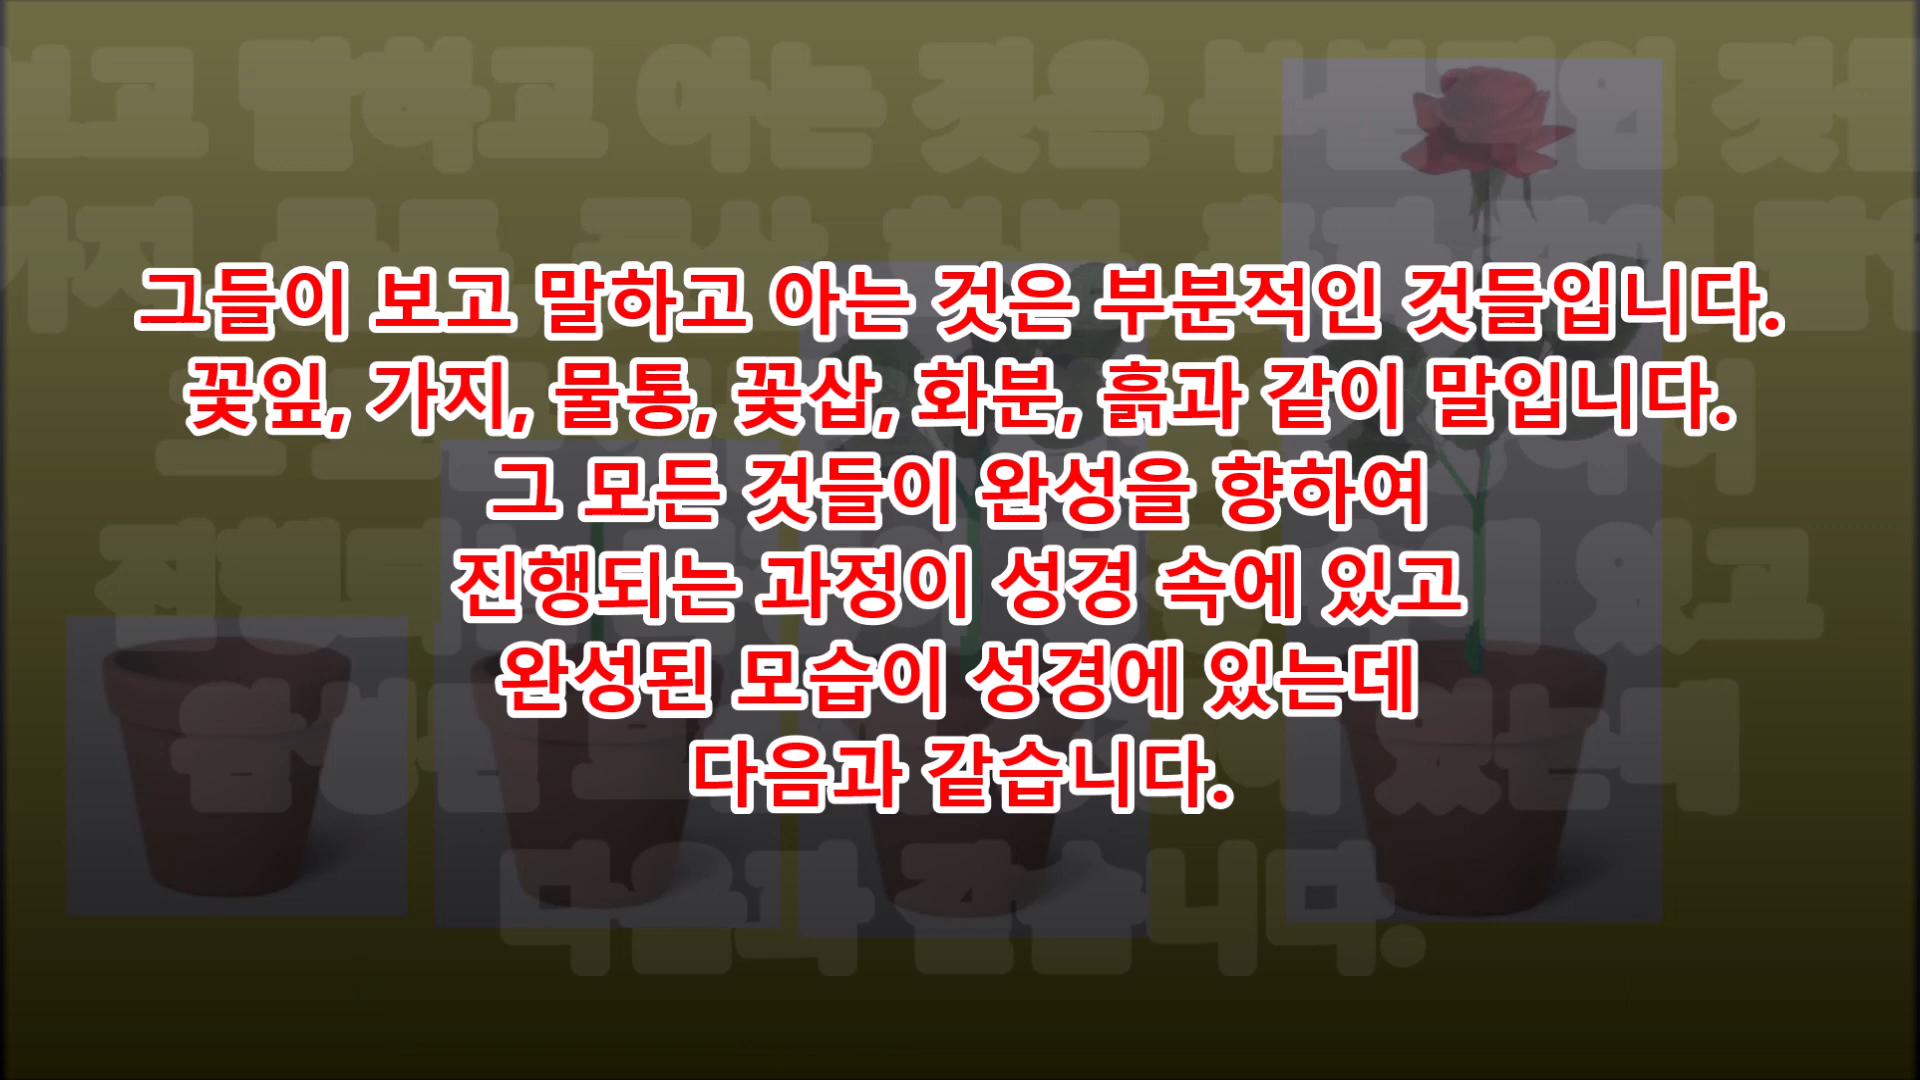 그들이 보고 말하고 아는 것은 부분적인 것들입니다.
꽃잎, 가지, 물통, 꽃삽, 화분, 흙과 같이 말입니다.
그 모든 것들이 완성을 향하여
진행되는 과정이 성경 속에 있고
완성된 모습이 성경에 있는데
다음과 같습니다.